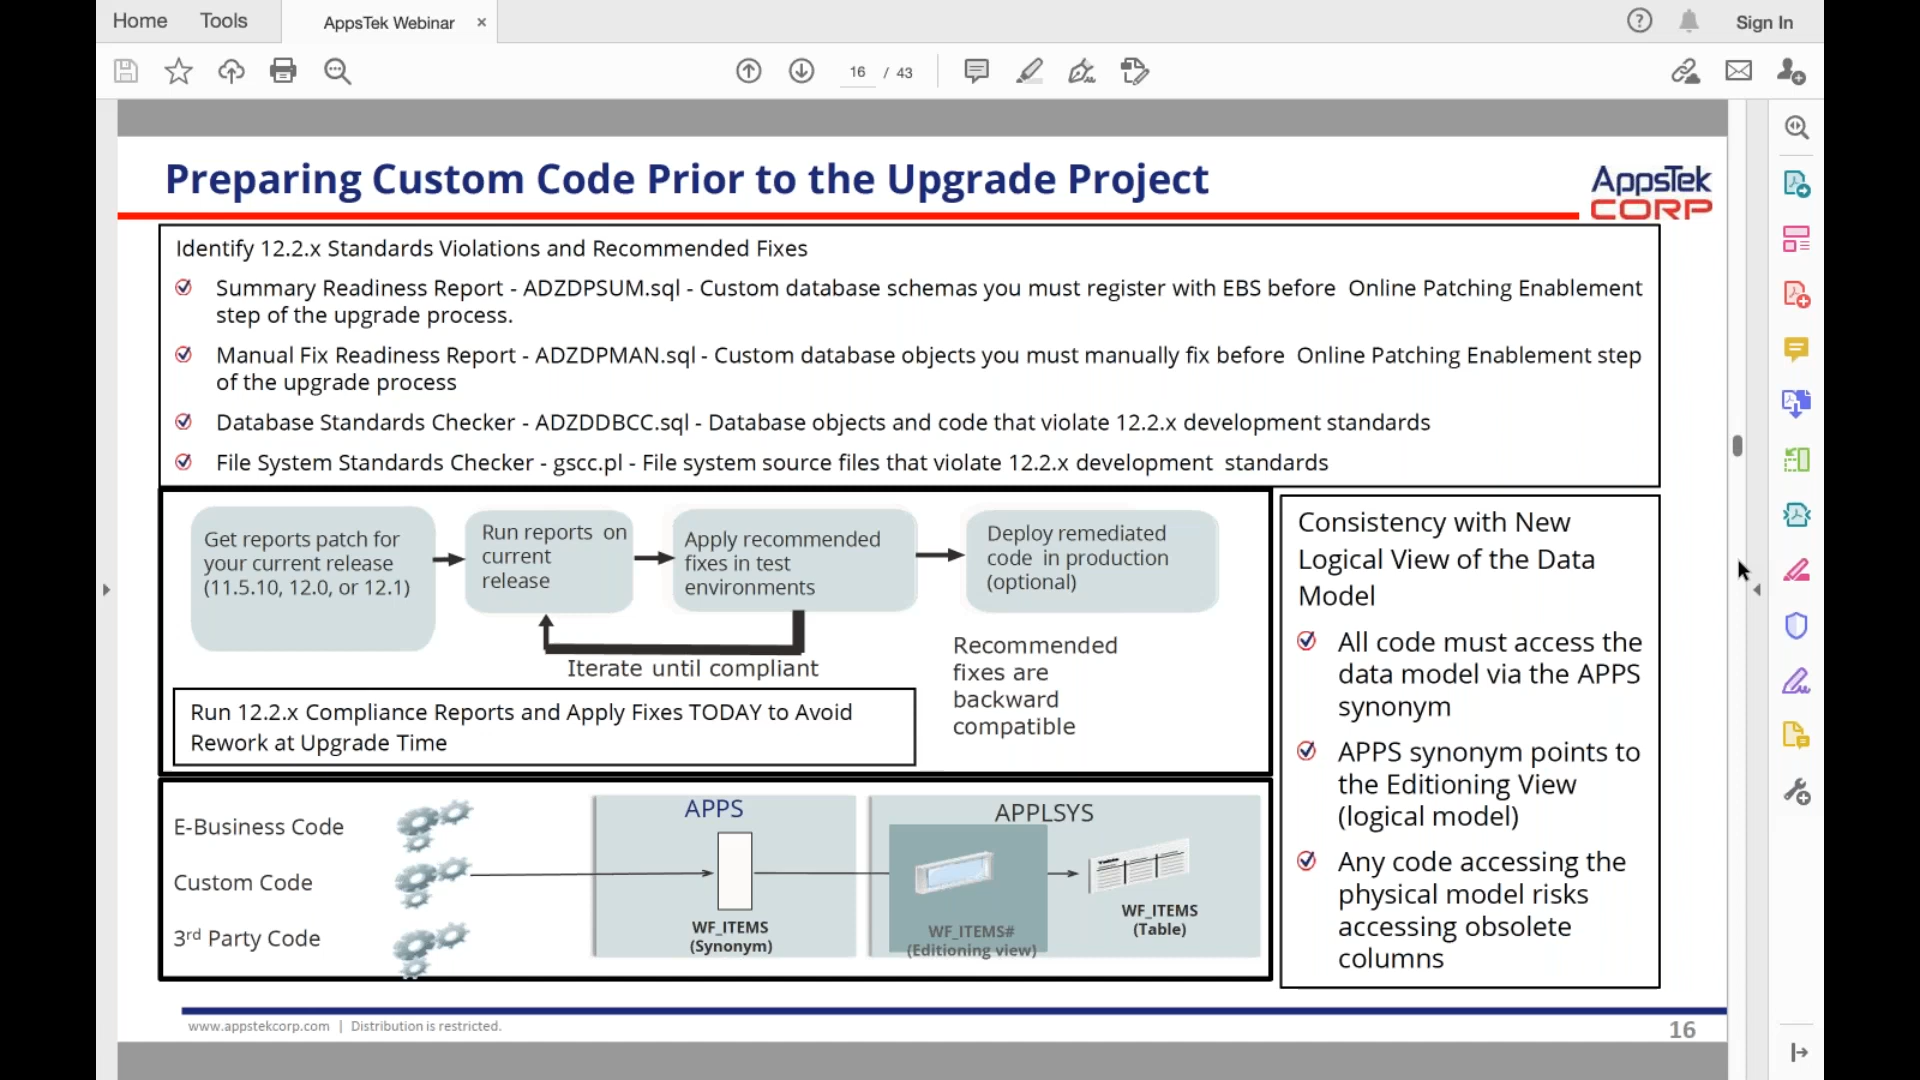 Home Tools AppsTek Webinar × Sign In
16 / 43
Preparing Custom Code Prior to the Upgrade Project
AppsTek
CORP
Identify 12.2.x Standards Violations and Recommended Fixes
Summary Readiness Report - ADZDPSUM.sql - Custom database schemas you must register with EBS before Online Patching Enablement
step of the upgrade process.
Manual Fix Readiness Report - ADZDPMAN.sql - Custom database objects you must manually fix before Online Patching Enablement step
of the upgrade process
Database Standards Checker - ADZDDBCC.sql - Database objects and code that violate 12.2.x development standards
File System Standards Checker - gscc.pl - File system source files that violate 12.2.x development standards
Get reports patch for
your current release
(11.5.10, 12.0, or 12.1)
Run reports on
current
release
Apply recommended
fixes in test
environments
Deploy remediated
code in production
(optional)
Iterate until compliant
Recommended
fixes are
backward
compatible
Run 12.2.x Compliance Reports and Apply Fixes TODAY to Avoid
Rework at Upgrade Time
Consistency with New
Logical View of the Data
Model
All code must access the
data model via the APPS
synonym
APPS synonym points to
the Editioning View
(logical model)
Any code accessing the
physical model risks
accessing obsolete
columns
E-Business Code
Custom Code
3rd Party Code
APPS
WF_ITEMS
(Synonym)
APPLSYS
WF_ITEMS#
(Editioning view)
WF_ITEMS
(Table)
www.appstekcorp.com | Distribution is restricted.
16